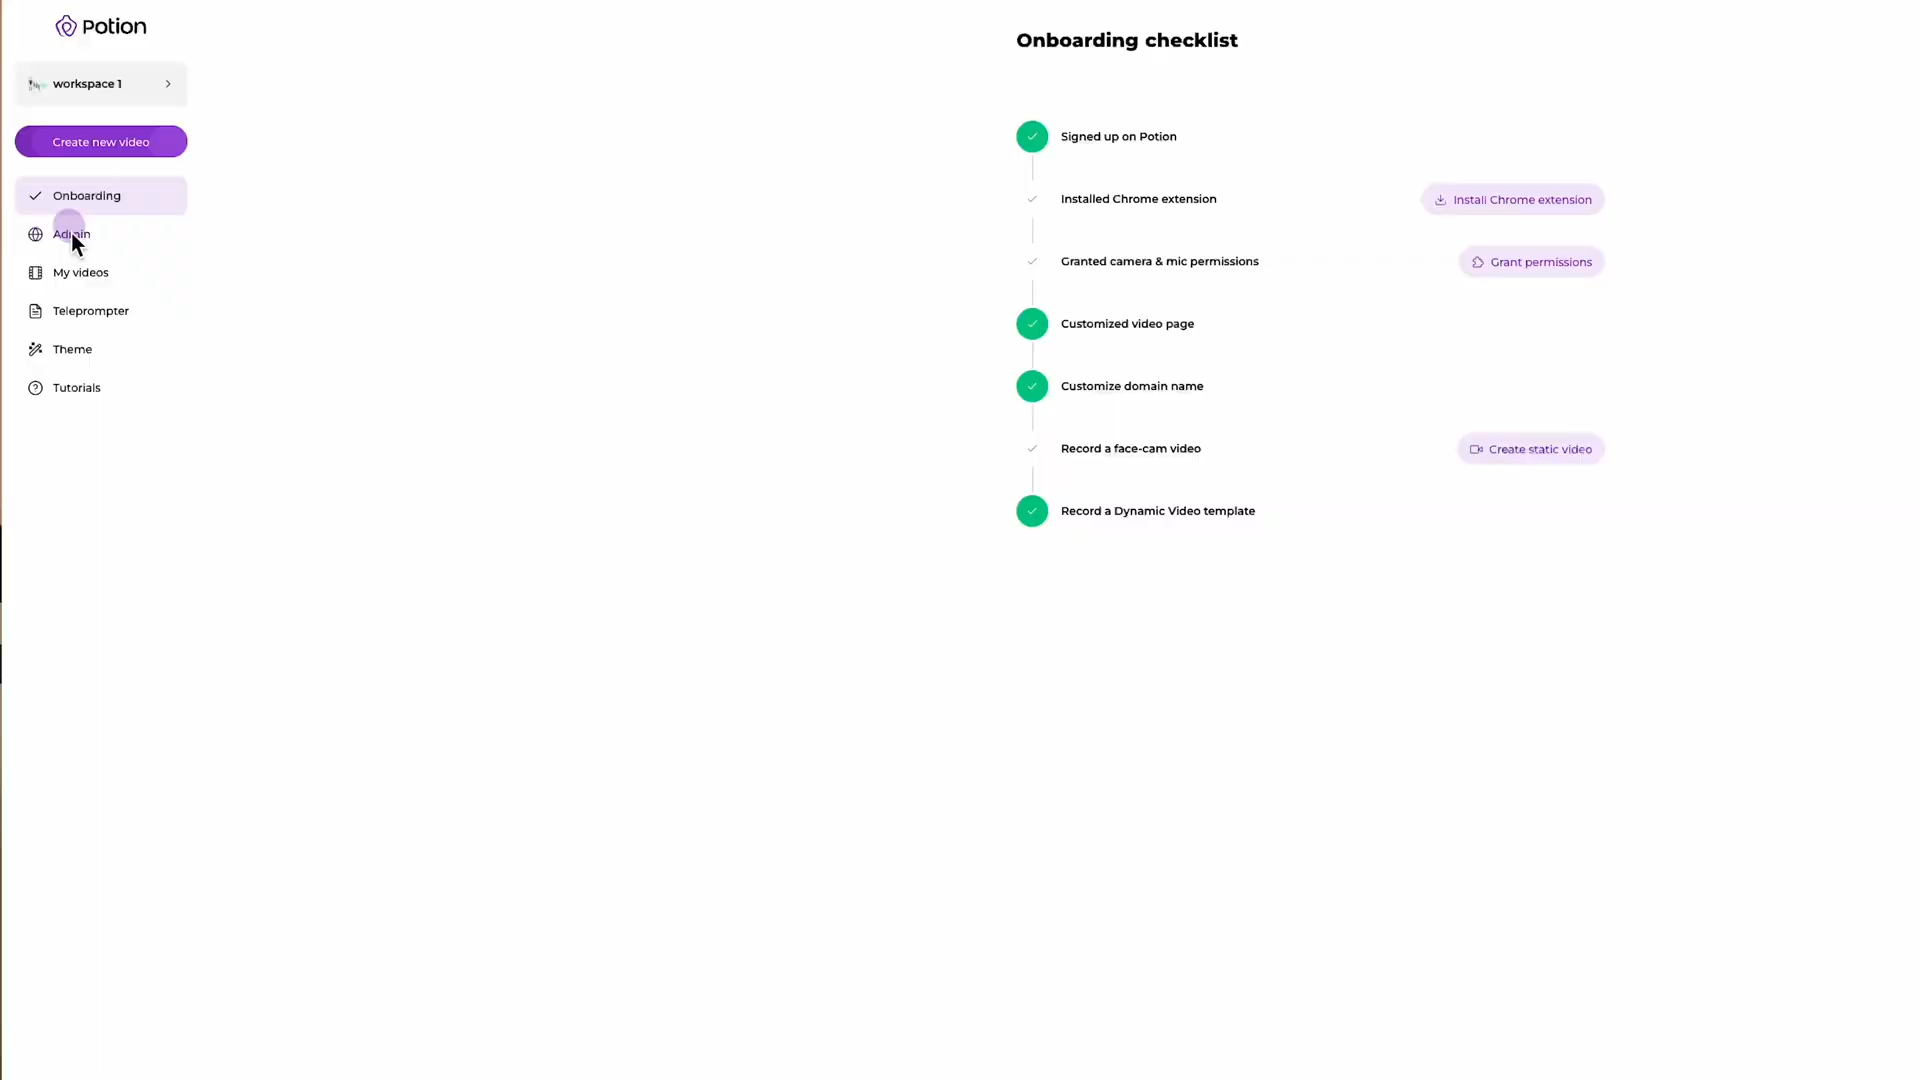 Potion
workspace 1
Create new video
Onboarding
Admin
My videos
Teleprompter
Theme
Tutorials
Onboarding checklist
Signed up on Potion
Installed Chrome extension
Install Chrome extension
Granted camera & mic permissions
Grant permissions
Customized video page
Customize domain name
Record a face-cam video
Create static video
Record a Dynamic Video template